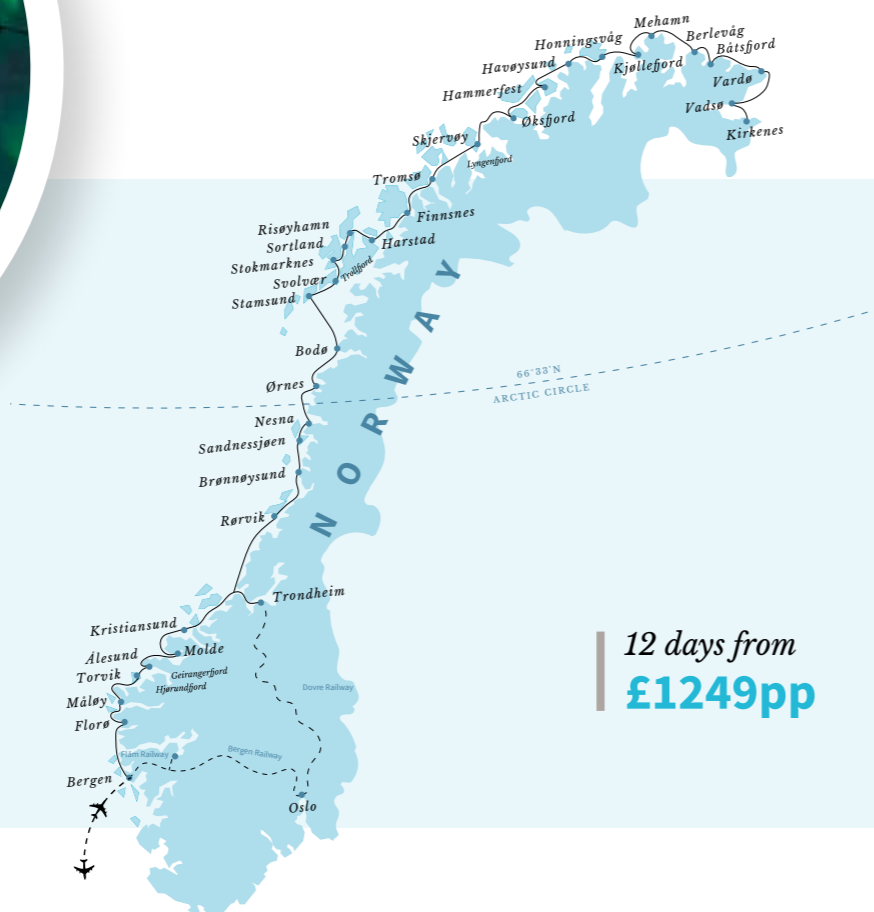 Mehamn
Honningsvåg
Berlevåg
Båtsfjord
Havøysund
Kjøllefjord
Vardø
Hammerfest
Vadsø
Øksfjord
Kirkenes
Skjervøy
Lyngenfjord
Tromsø
Finnsnes
Risøyhamn
Harstad
Sortland
Stokmarknes
Trollfjord
Svolvær
Stamsund
NORWAY
Bodø
66°33'N
ARCTIC CIRCLE
Ørnes
Nesna
Sandnessjøen
Brønnøysund
Rørvik
Trondheim
Kristiansund
12 days from
£1249pp
Molde
Ålesund
Geirangerfjord
Torvik
Hjørundfjord
Dovre Railway
Måløy
Florø
Flåm Railway
Bergen Railway
Bergen
Oslo